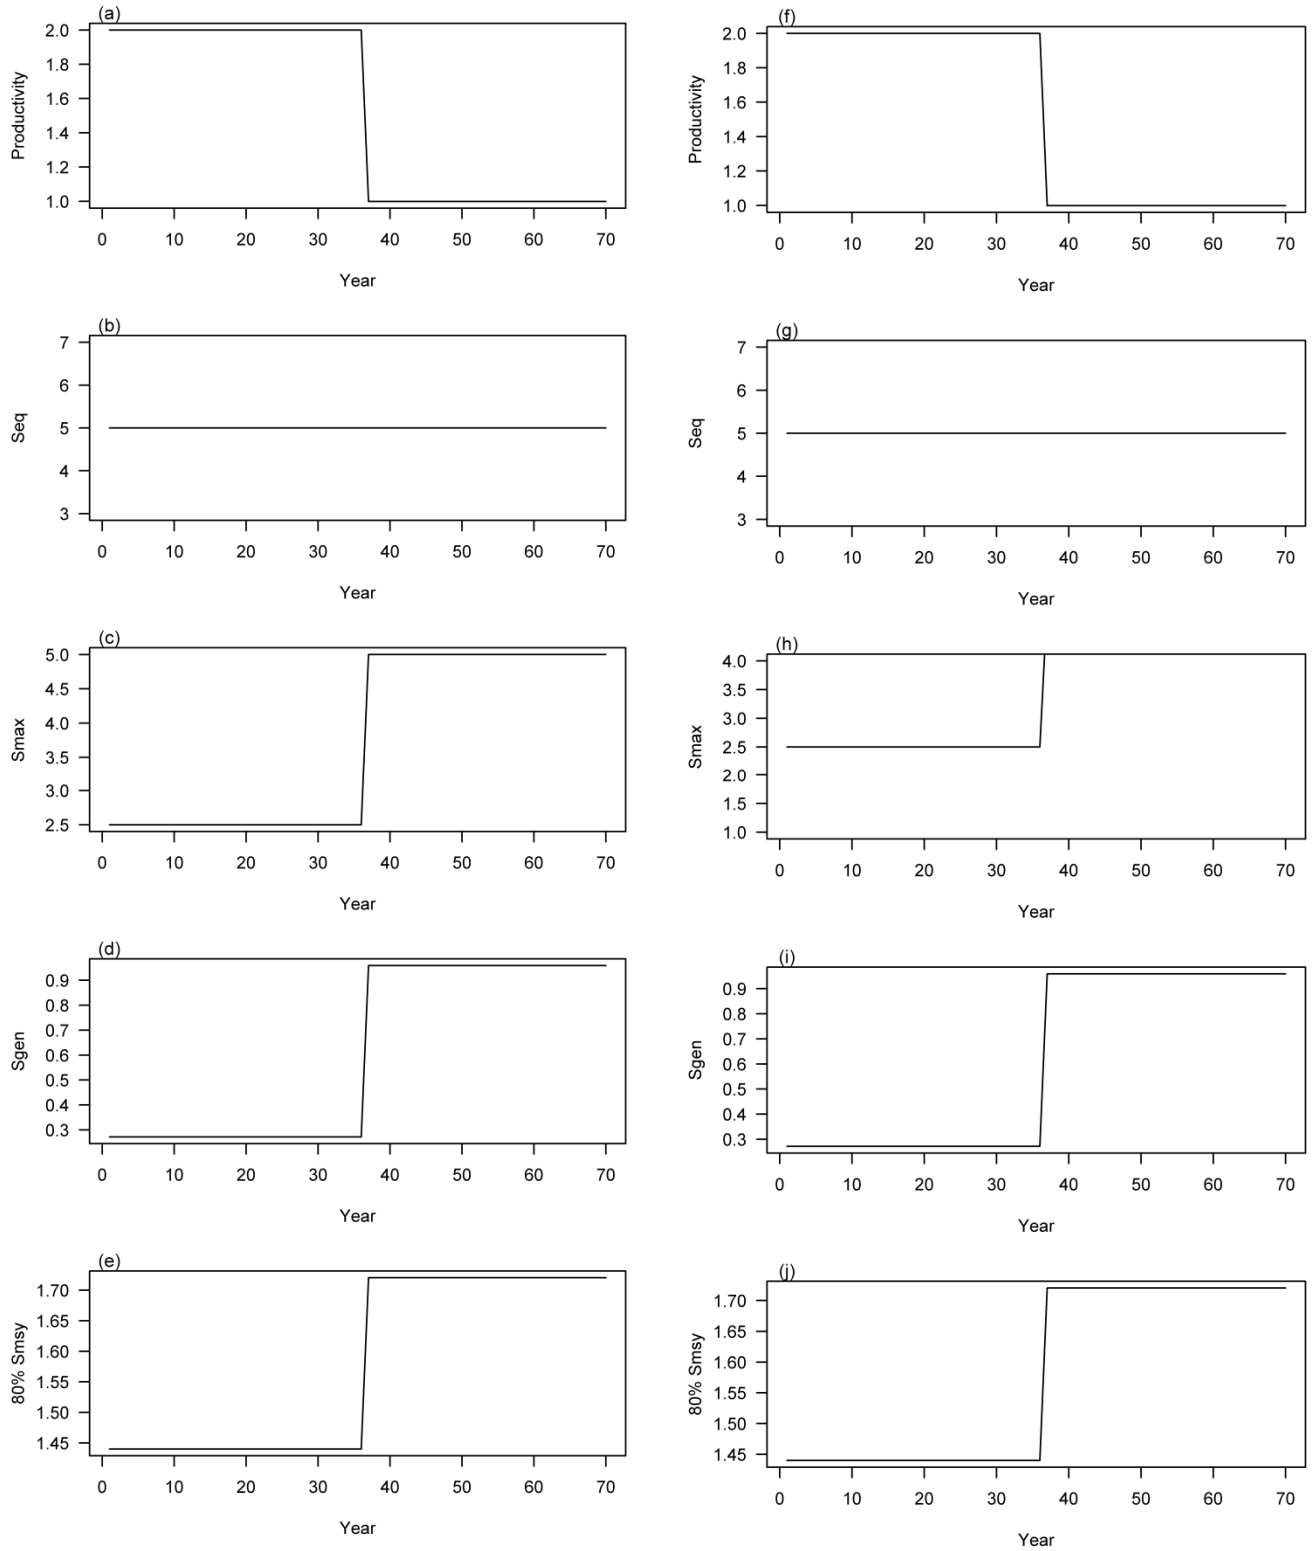 (a)
Productivity
2.0
1.8
1.6
1.4
1.2
1.0
0 10 20 30 40 50 60 70
Year
(b)
Seq
7
6
5
4
3
0 10 20 30 40 50 60 70
Year
(c)
Smax
5.0
4.5
4.0
3.5
3.0
2.5
0 10 20 30 40 50 60 70
Year
(d)
Sgen
0.9
0.8
0.7
0.6
0.5
0.4
0.3
0 10 20 30 40 50 60 70
Year
(e)
80% Smsy
1.70
1.65
1.60
1.55
1.50
1.45
0 10 20 30 40 50 60 70
Year
(f)
Productivity
2.0
1.8
1.6
1.4
1.2
1.0
0 10 20 30 40 50 60 70
Year
(g)
Seq
7
6
5
4
3
0 10 20 30 40 50 60 70
Year
(h)
Smax
4.0
3.5
3.0
2.5
2.0
1.5
1.0
0 10 20 30 40 50 60 70
Year
(i)
Sgen
0.9
0.8
0.7
0.6
0.5
0.4
0.3
0 10 20 30 40 50 60 70
Year
(j)
80% Smsy
1.70
1.65
1.60
1.55
1.50
1.45
0 10 20 30 40 50 60 70
Year